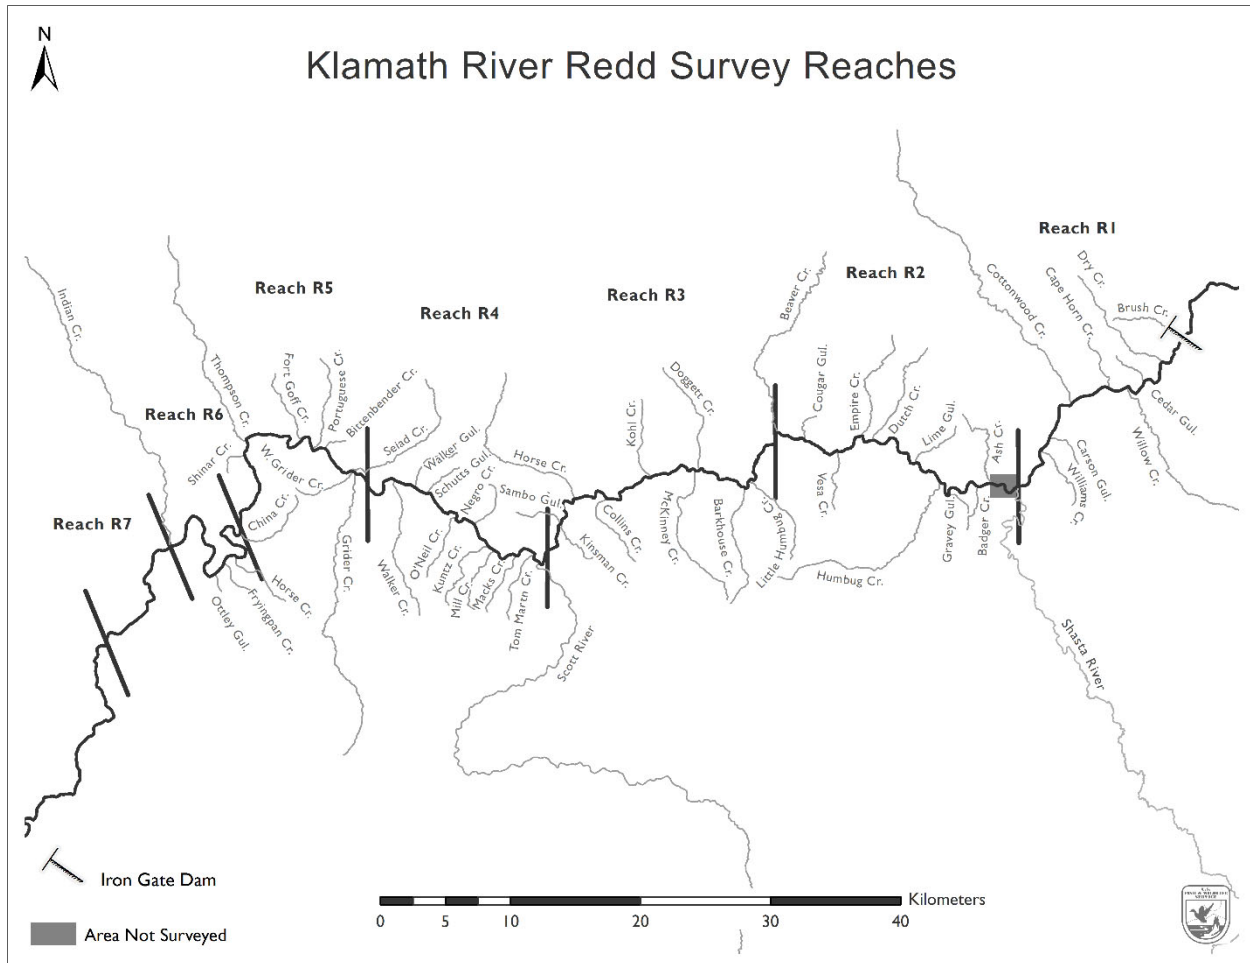 N
Klamath River Redd Survey Reaches
Reach R1
Reach R2
Reach R3
Reach R4
Reach R5
Reach R6
Reach R7
Indian Cr.
Thompson Cr.
Fort Goff Cr.
Portuguese Cr.
Bittenbender Cr.
Seiad Cr.
Walker Gul.
Schutts Gul.
Negro Cr.
Sambo Gul.
Horse Cr.
Kohl Cr.
Doggett Cr.
Beaver Cr.
Cougar Gul.
Empire Cr.
Dutch Cr.
Lime Gul.
Ash Cr.
Cottonwood Cr.
Cape Horn Cr.
Dry Cr.
Brush Cr.
Cedar Gul.
Willow Cr.
Carson Gul.
Williams Cr.
Shinar Cr.
W. Grider Cr.
China Cr.
Grider Cr.
Walker Cr.
O'Neil Cr.
Kuntz Cr.
Mill Cr.
Macks Cr.
Tom Martn Cr.
Scott River
Kinsman Cr.
Collins Cr.
McKinney Cr.
Barkhouse Cr.
Little Humbug Cr.
Humbug Cr.
Vesa Cr.
Gravey Gul.
Badger Cr.
Shasta River
Horse Cr.
Fryingpan Cr.
Ottley Gul.
Iron Gate Dam
Area Not Surveyed
Kilometers
0 5 10 20 30 40
U.S.
FISH & WILDLIFE
SERVICE